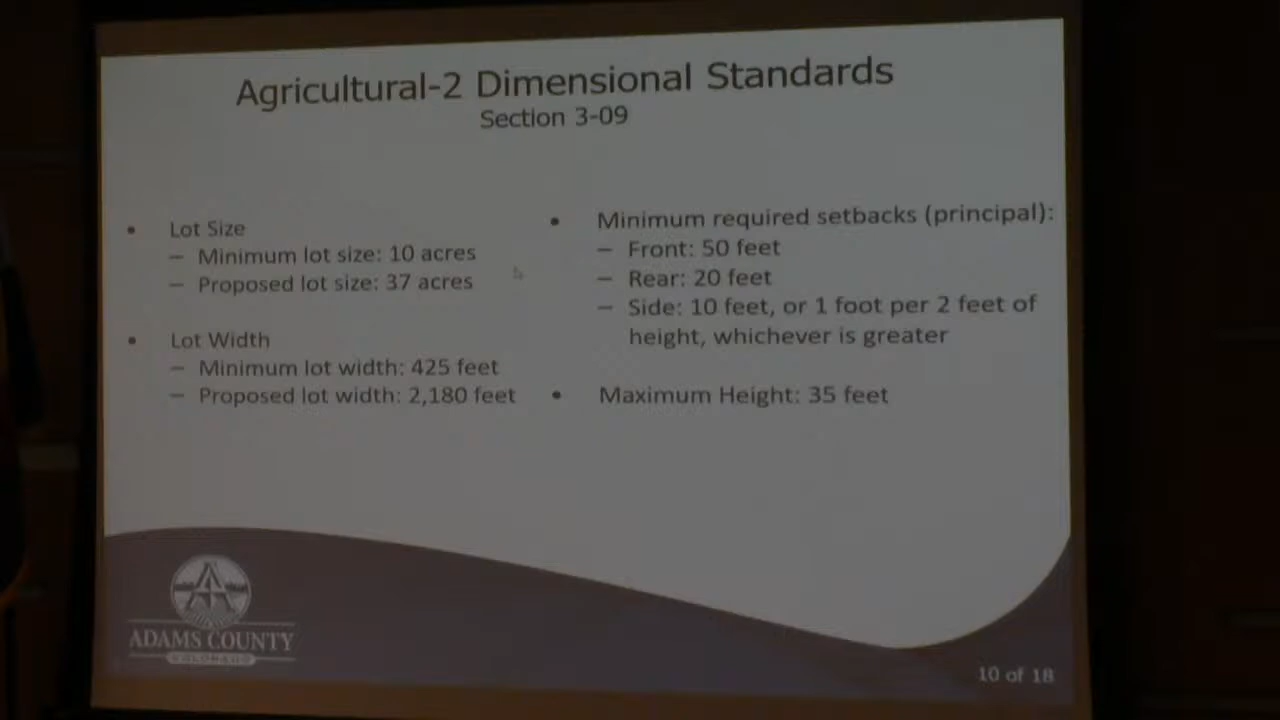 Agricultural-2 Dimensional Standards
Section 3-09
• Lot Size
– Minimum lot size: 10 acres
– Proposed lot size: 37 acres
• Lot Width
– Minimum lot width: 425 feet
– Proposed lot width: 2,180 feet
• Minimum required setbacks (principal):
– Front: 50 feet
– Rear: 20 feet
– Side: 10 feet, or 1 foot per 2 feet of
height, whichever is greater
• Maximum Height: 35 feet
ADAMS COUNTY
COLORADO
10 of 18